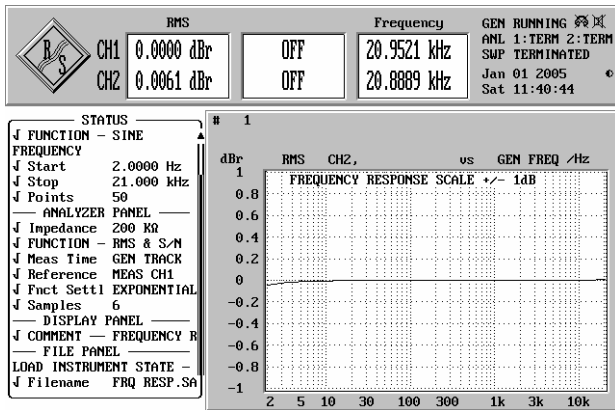 RMS Frequency
R S
CH1 0.0000 dBr OFF 20.9521 kHz
CH2 0.0061 dBr OFF 20.8889 kHz
GEN RUNNING
ANL 1:TERM 2:TERM
SWP TERMINATED
Jan 01 2005
Sat 11:40:44
STATUS
√ FUNCTION – SINE
FREQUENCY
√ Start 2.0000 Hz
√ Stop 21.000 kHz
√ Points 50
ANALYZER PANEL
√ Impedance 200 KΩ
√ FUNCTION – RMS & S/N
√ Meas Time GEN TRACK
√ Reference MEAS CH1
√ Fnct Settl EXPONENTIAL
√ Samples 6
DISPLAY PANEL
√ COMMENT — FREQUENCY R
FILE PANEL
LOAD INSTRUMENT STATE –
√ Filename FRQ RESP.SA
# 1
dBr RMS CH2, vs GEN FREQ /Hz
FREQUENCY RESPONSE SCALE +/- 1dB
1
0.8
0.6
0.4
0.2
0
-0.2
-0.4
-0.6
-0.8
-1
2 5 10 30 100 300 1k 3k 10k